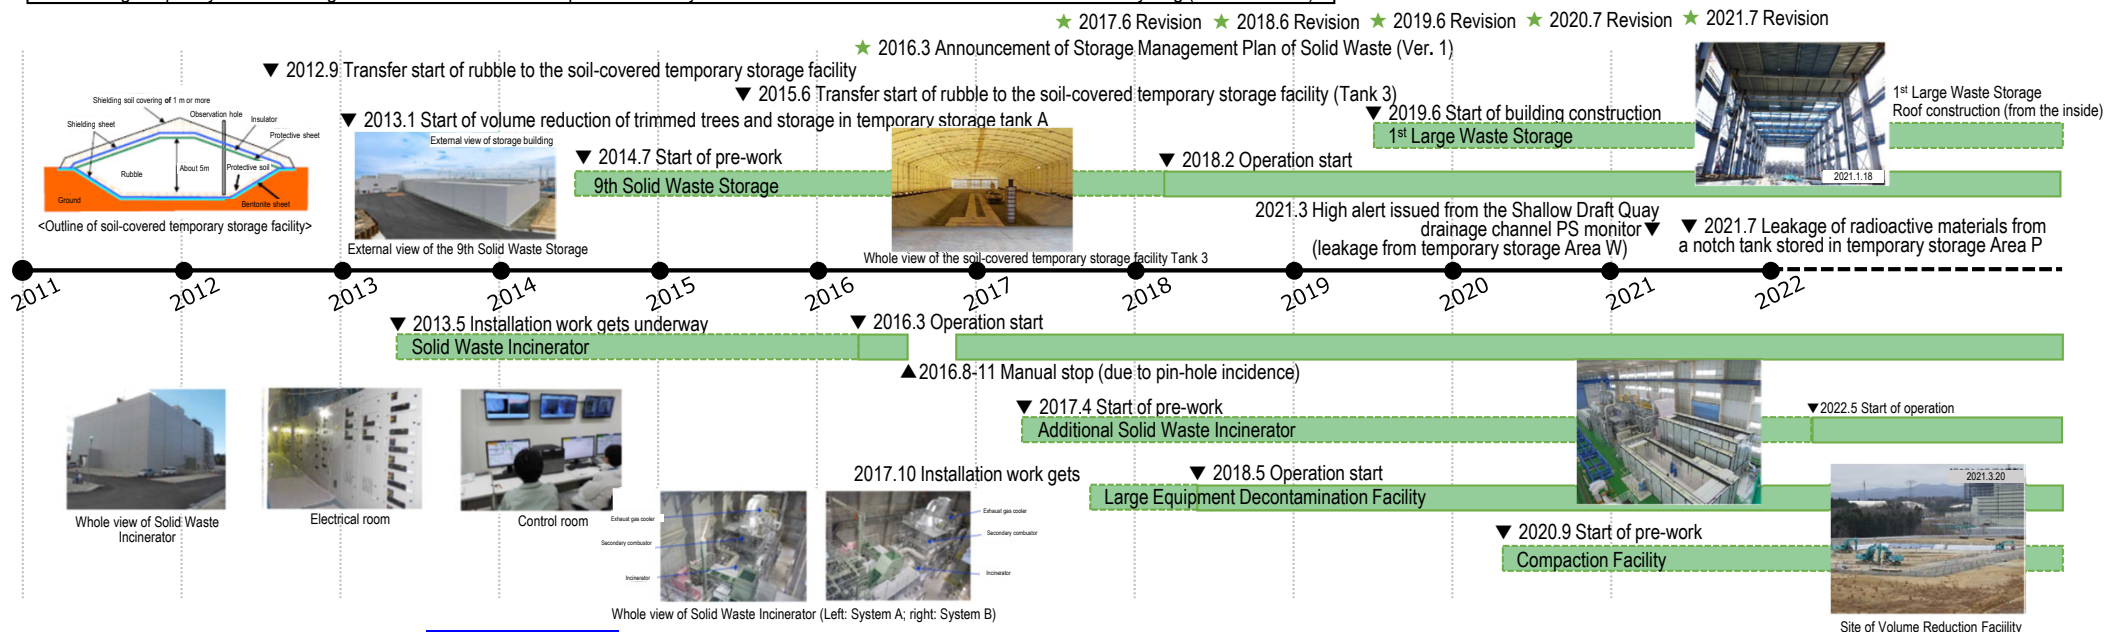 ★ 2017.6 Revision ★ 2018.6 Revision ★ 2019.6 Revision ★ 2020.7 Revision ★ 2021.7 Revision
★ 2016.3 Announcement of Storage Management Plan of Solid Waste (Ver. 1)
▼ 2012.9 Transfer start of rubble to the soil-covered temporary storage facility
▼ 2015.6 Transfer start of rubble to the soil-covered temporary storage facility (Tank 3)
▼ 2013.1 Start of volume reduction of trimmed trees and storage in temporary storage tank A
Shielding soil covering of 1 m or more
Observation hole
Shielding sheet
Insulator
Protective sheet
About 5m
Protective soil
Rubble
Ground
Bentonite sheet
<Outline of soil-covered temporary storage facility>
External view of storage building
External view of the 9th Solid Waste Storage
▼ 2014.7 Start of pre-work
9th Solid Waste Storage
▼ 2018.2 Operation start
Whole view of the soil-covered temporary storage facility Tank 3
▼ 2019.6 Start of building construction
1st Large Waste Storage
2021.1.18
1st Large Waste Storage
Roof construction (from the inside)
2021.3 High alert issued from the Shallow Draft Quay
drainage channel PS monitor ▼
(leakage from temporary storage Area W)
▼ 2021.7 Leakage of radioactive materials from
a notch tank stored in temporary storage Area P
2011 2012 2013 2014 2015 2016 2017 2018 2019 2020 2021 2022
▼ 2013.5 Installation work gets underway
Solid Waste Incinerator
▼ 2016.3 Operation start
▲ 2016.8-11 Manual stop (due to pin-hole incidence)
▼ 2017.4 Start of pre-work
Additional Solid Waste Incinerator
▼2022.5 Start of operation
2017.10 Installation work gets
▼ 2018.5 Operation start
Large Equipment Decontamination Facility
▼ 2020.9 Start of pre-work
Compaction Facility
2021.3.20
Site of Volume Reduction Faciility
Whole view of Solid Waste
Incinerator
Electrical room
Control room
Exhaust gas cooler
Secondary combustor
Incinerator
Exhaust gas cooler
Secondary combustor
Incinerator
Whole view of Solid Waste Incinerator (Left: System A; right: System B)